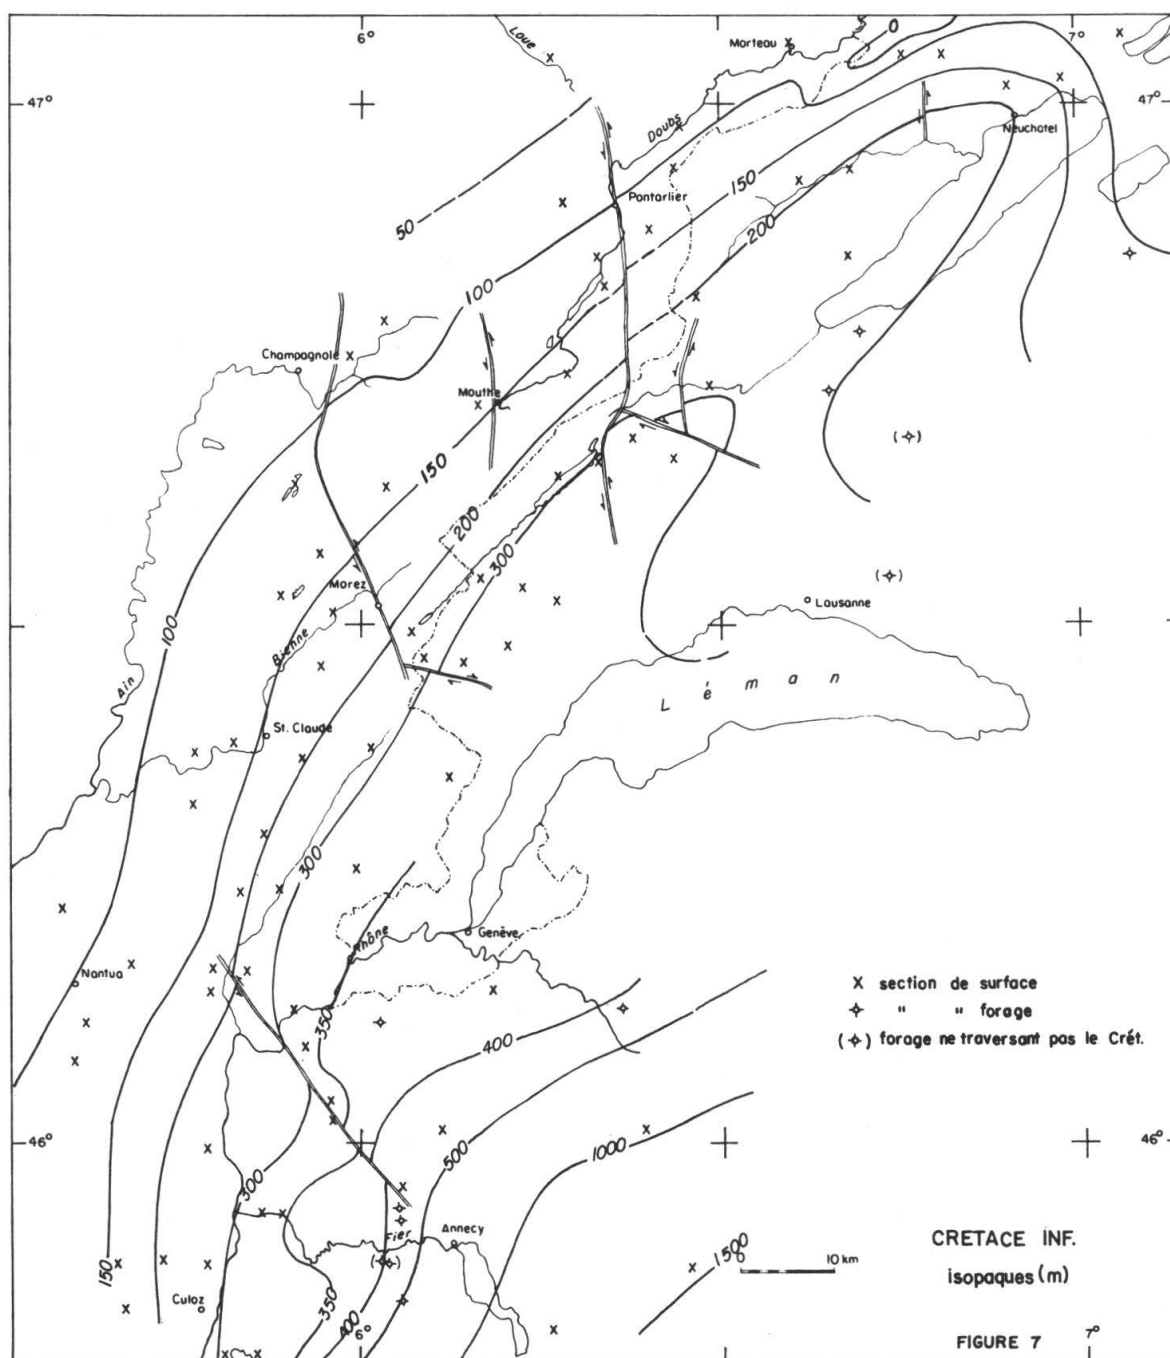 6°
7°
Loue
Morteau
0
47°
47°
Doubs
Neuchatel
50
150
Pontarlier
200
100
Champagnole
Mouthe
150
200
300
Morez
Lausanne
100
Bienne
Ain
Léman
St. Claude
300
Rhône
Genève
Nantua
350
400
x section de surface
" " forage
(-) forage ne traversant pas le Crét.
46°
500
1000
46°
300
Fier
Annecy
CRETACE INF.
1500
0 10 km
isopaques (m)
150
Culoz
350
400
6°
FIGURE 7
7°